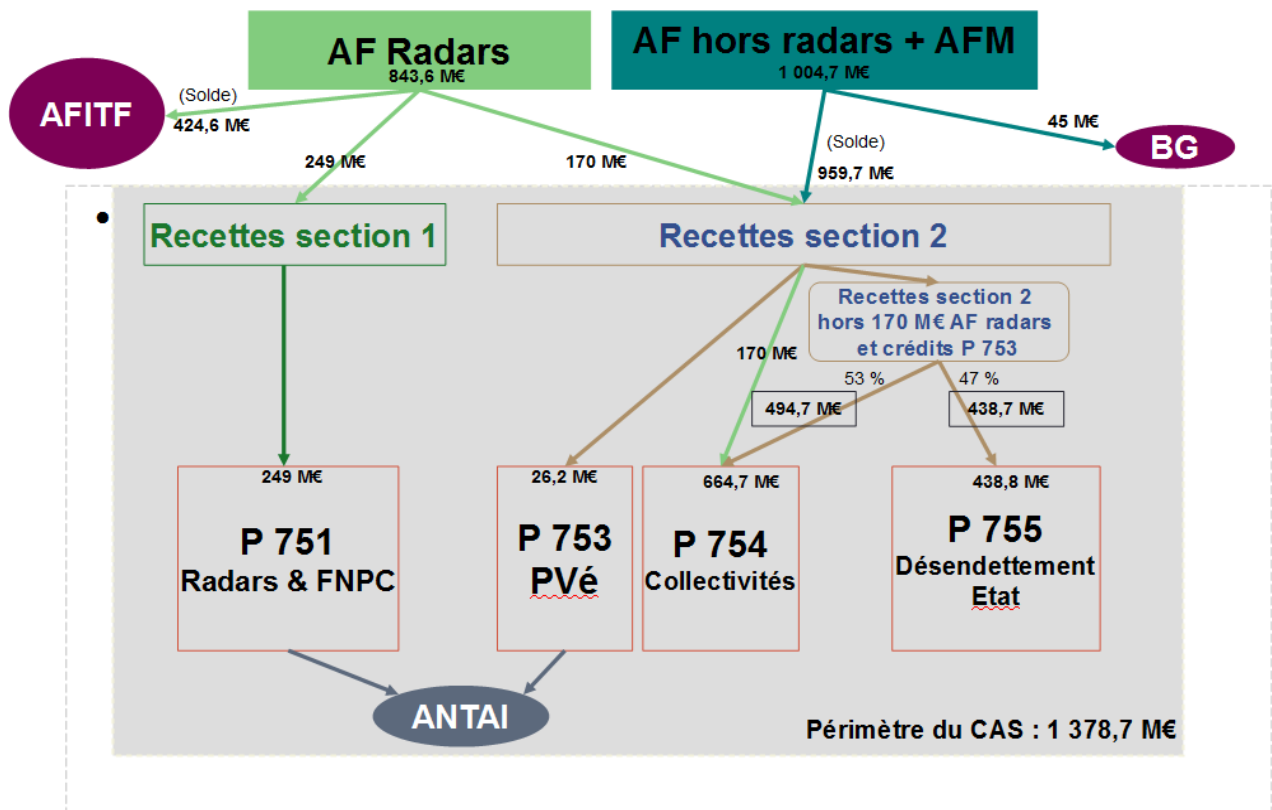 AF Radars
843,6 M€
AF hors radars + AFM
1 004,7 M€
AFITF
(Solde)
424,6 M€
249 M€
170 M€
(Solde)
959,7 M€
45 M€
BG
Recettes section 1
Recettes section 2
Recettes section 2
hors 170 M€ AF radars
et crédits P 753
170 M€
53 %
47 %
494,7 M€
438,7 M€
249 M€
P 751
Radars & FNPC
26,2 M€
P 753
PVé
664,7 M€
P 754
Collectivités
438,8 M€
P 755
Désendettement
Etat
ANTAI
Périmètre du CAS : 1 378,7 M€